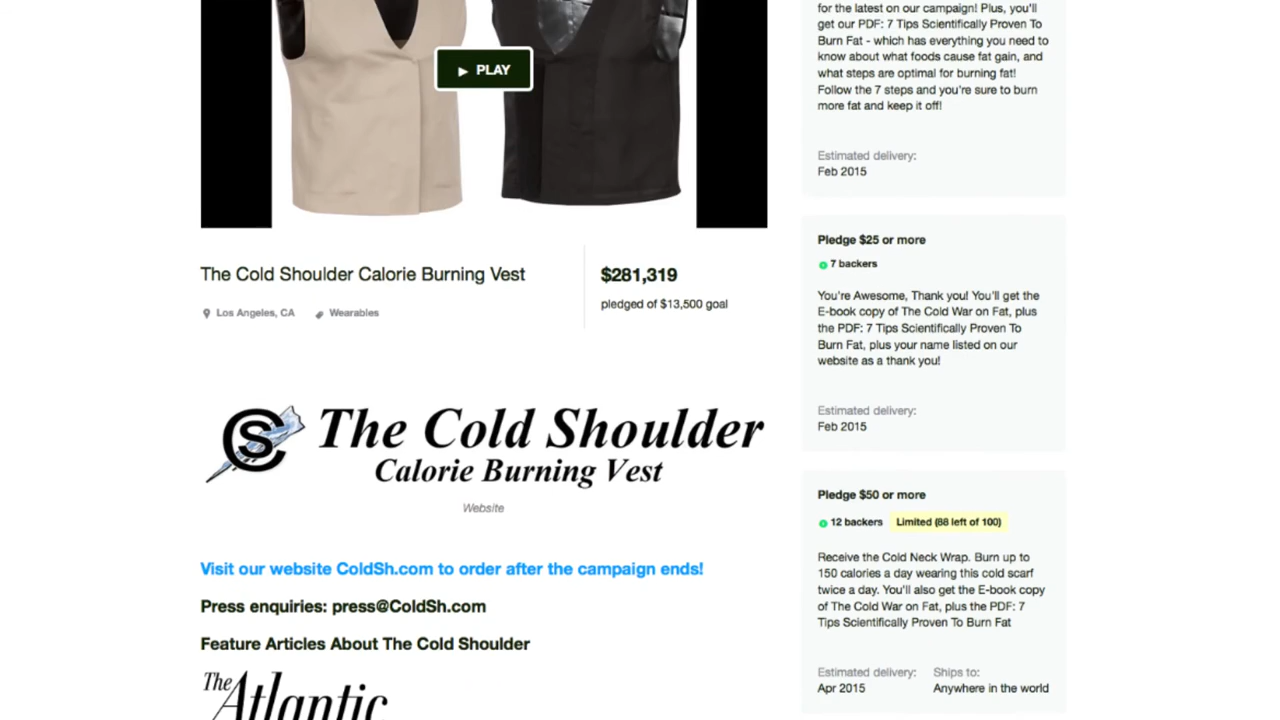 PLAY
The Cold Shoulder Calorie Burning Vest
Los Angeles, CA
Wearables
$281,319
pledged of $13,500 goal
SC
The Cold Shoulder
Calorie Burning Vest
Website
Visit our website ColdSh.com to order after the campaign ends!
Press enquiries: press@ColdSh.com
Feature Articles About The Cold Shoulder
The Atlantic
for the latest on our campaign! Plus, you'll
get our PDF: 7 Tips Scientifically Proven To
Burn Fat - which has everything you need to
know about what foods cause fat gain, and
what steps are optimal for burning fat!
Follow the 7 steps and you're sure to burn
more fat and keep it off!
Estimated delivery:
Feb 2015
Pledge $25 or more
7 backers
You're Awesome, Thank you! You'll get the
E-book copy of The Cold War on Fat, plus
the PDF: 7 Tips Scientifically Proven To
Burn Fat, plus your name listed on our
website as a thank you!
Estimated delivery:
Feb 2015
Pledge $50 or more
12 backers Limited (88 left of 100)
Receive the Cold Neck Wrap. Burn up to
150 calories a day wearing this cold scarf
twice a day. You'll also get the E-book copy
of The Cold War on Fat, plus the PDF: 7
Tips Scientifically Proven To Burn Fat
Estimated delivery: Ships to:
Apr 2015 Anywhere in the world